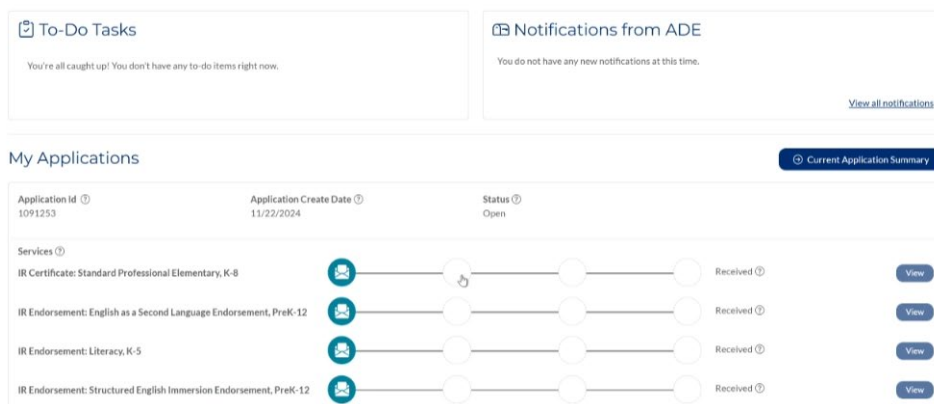 To-Do Tasks
You're all caught up! You don't have any to-do items right now.
Notifications from ADE
You do not have any new notifications at this time.
View all notifications
My Applications
Current Application Summary
Application Id
Application Create Date
Status
1091253
11/22/2024
Open
Services
IR Certificate: Standard Professional Elementary, K-8
Received
View
IR Endorsement: English as a Second Language Endorsement, PreK-12
Received
View
IR Endorsement: Literacy, K-5
Received
View
IR Endorsement: Structured English Immersion Endorsement, PreK-12
Received
View